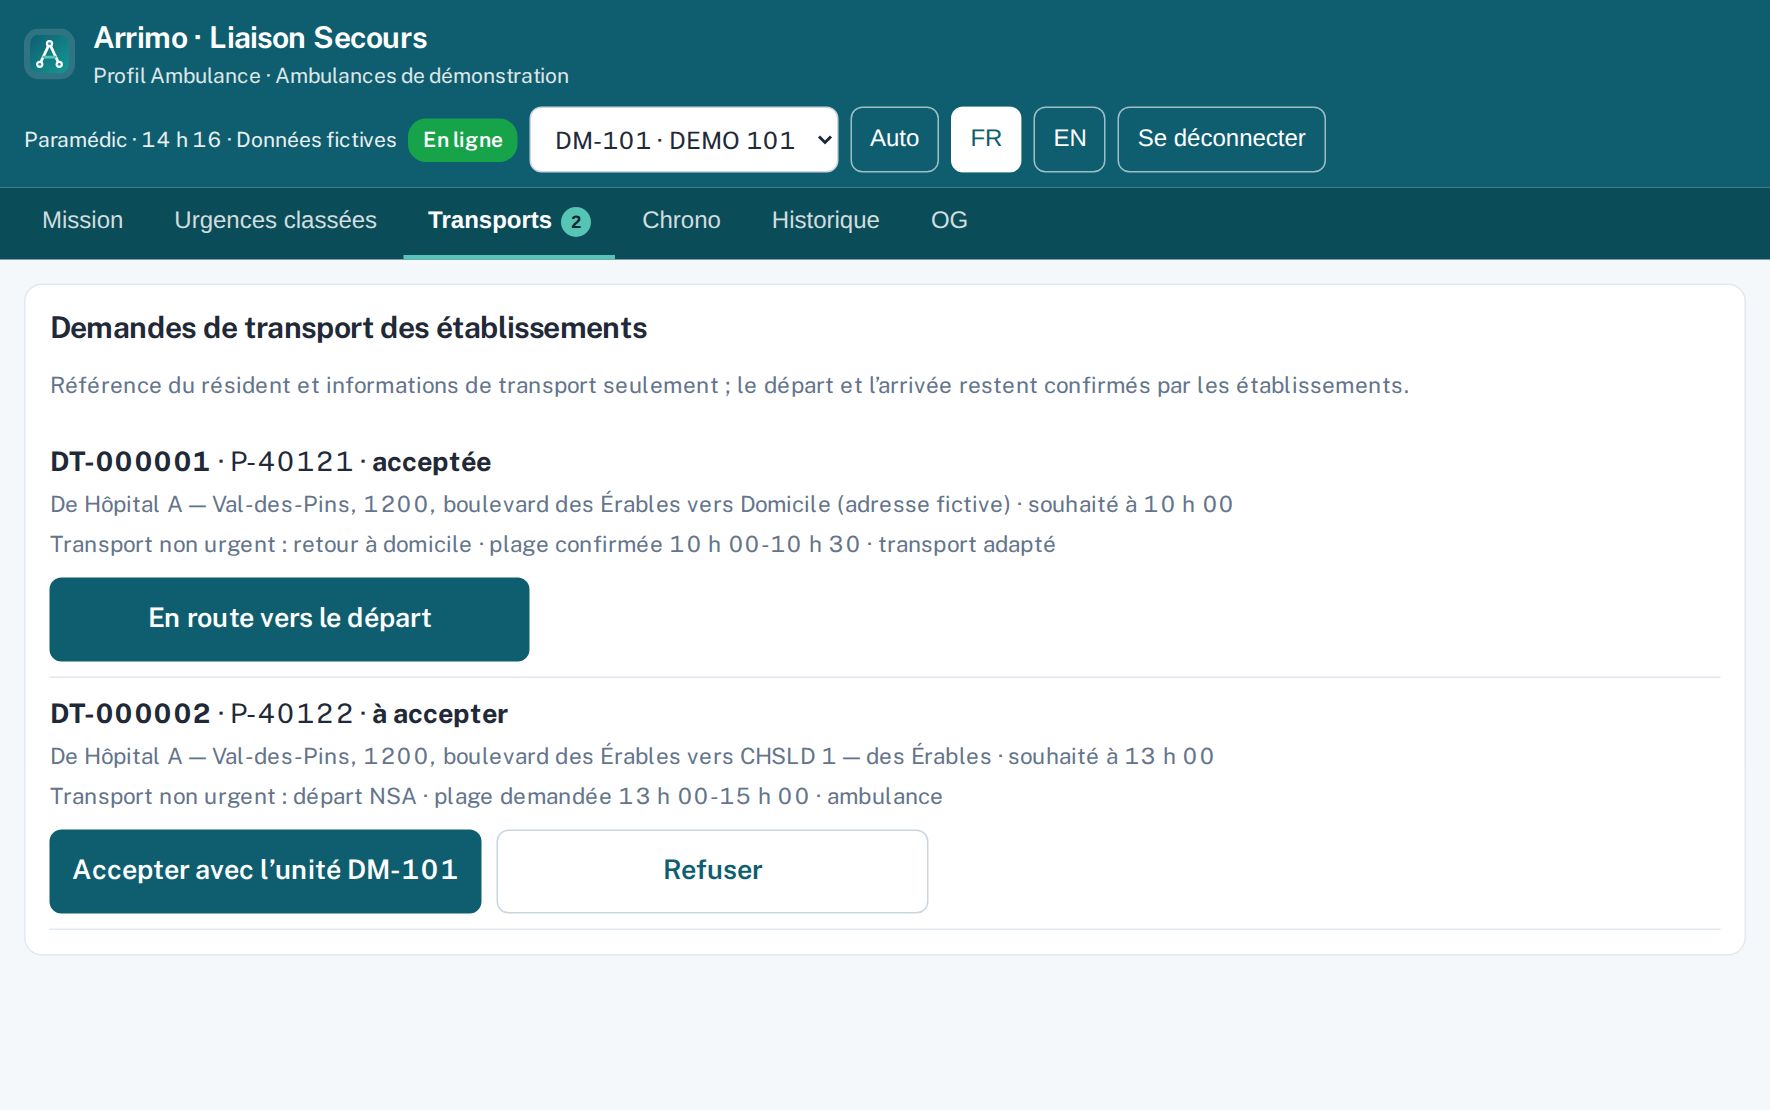 Arrimo · Liaison Secours
Profil Ambulance · Ambulances de démonstration
Paramédic · 14 h 16 · Données fictives En ligne DM-101 · DEMO 101 Auto FR EN Se déconnecter
Mission Urgences classées Transports 2 Chrono Historique OG
Demandes de transport des établissements
Référence du résident et informations de transport seulement ; le départ et l’arrivée restent confirmés par les établissements.
DT-000001 · P-40121 · acceptée
De Hôpital A — Val-des-Pins, 1200, boulevard des Érables vers Domicile (adresse fictive) · souhaité à 10 h 00
Transport non urgent : retour à domicile · plage confirmée 10 h 00-10 h 30 · transport adapté
En route vers le départ
DT-000002 · P-40122 · à accepter
De Hôpital A — Val-des-Pins, 1200, boulevard des Érables vers CHSLD 1 — des Érables · souhaité à 13 h 00
Transport non urgent : départ NSA · plage demandée 13 h 00-15 h 00 · ambulance
Accepter avec l’unité DM-101 Refuser